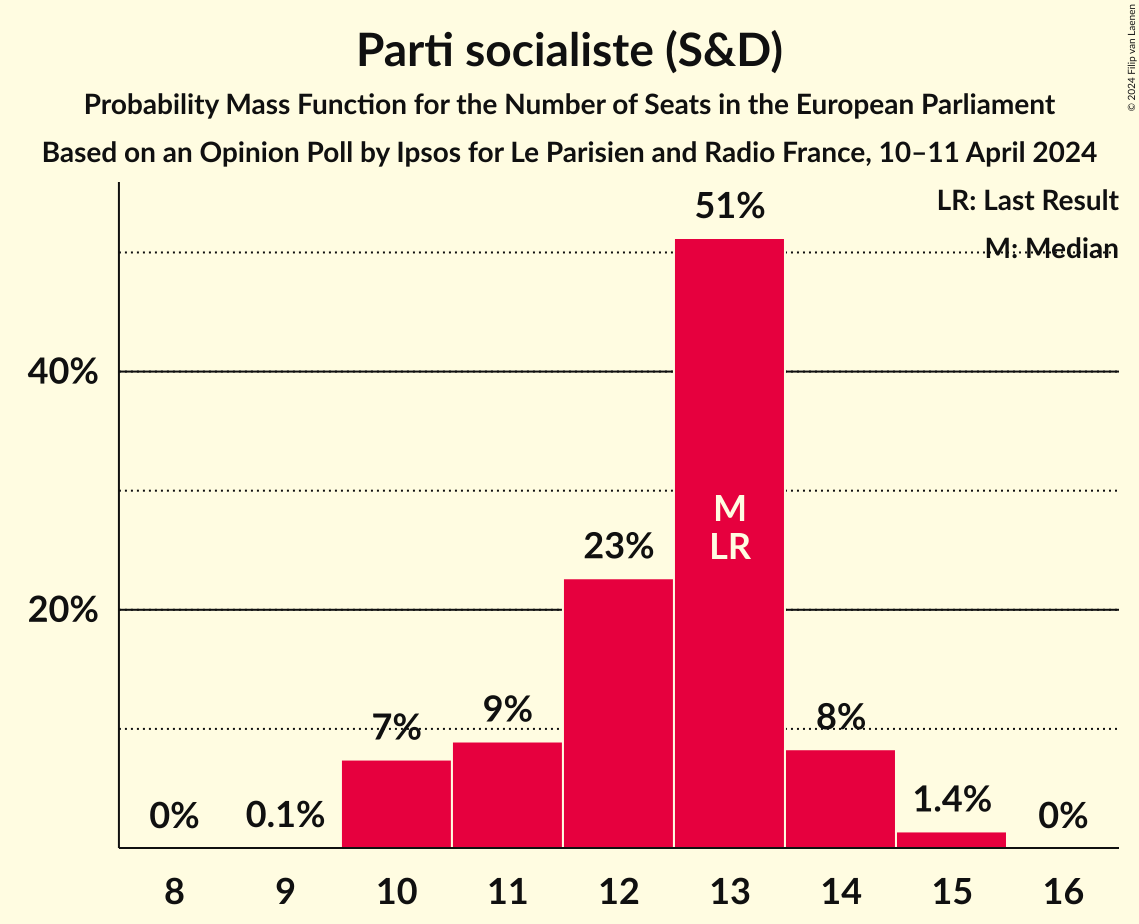 Parti socialiste (S&D)
Probability Mass Function for the Number of Seats in the European Parliament
Based on an Opinion Poll by Ipsos for Le Parisien and Radio France, 10–11 April 2024
© 2024 Filip van Laenen
LR: Last Result
M: Median
51%
40%
M
LR
23%
20%
9%
7%
8%
1.4%
0%
0.1%
0%
8 9 10 11 12 13 14 15 16